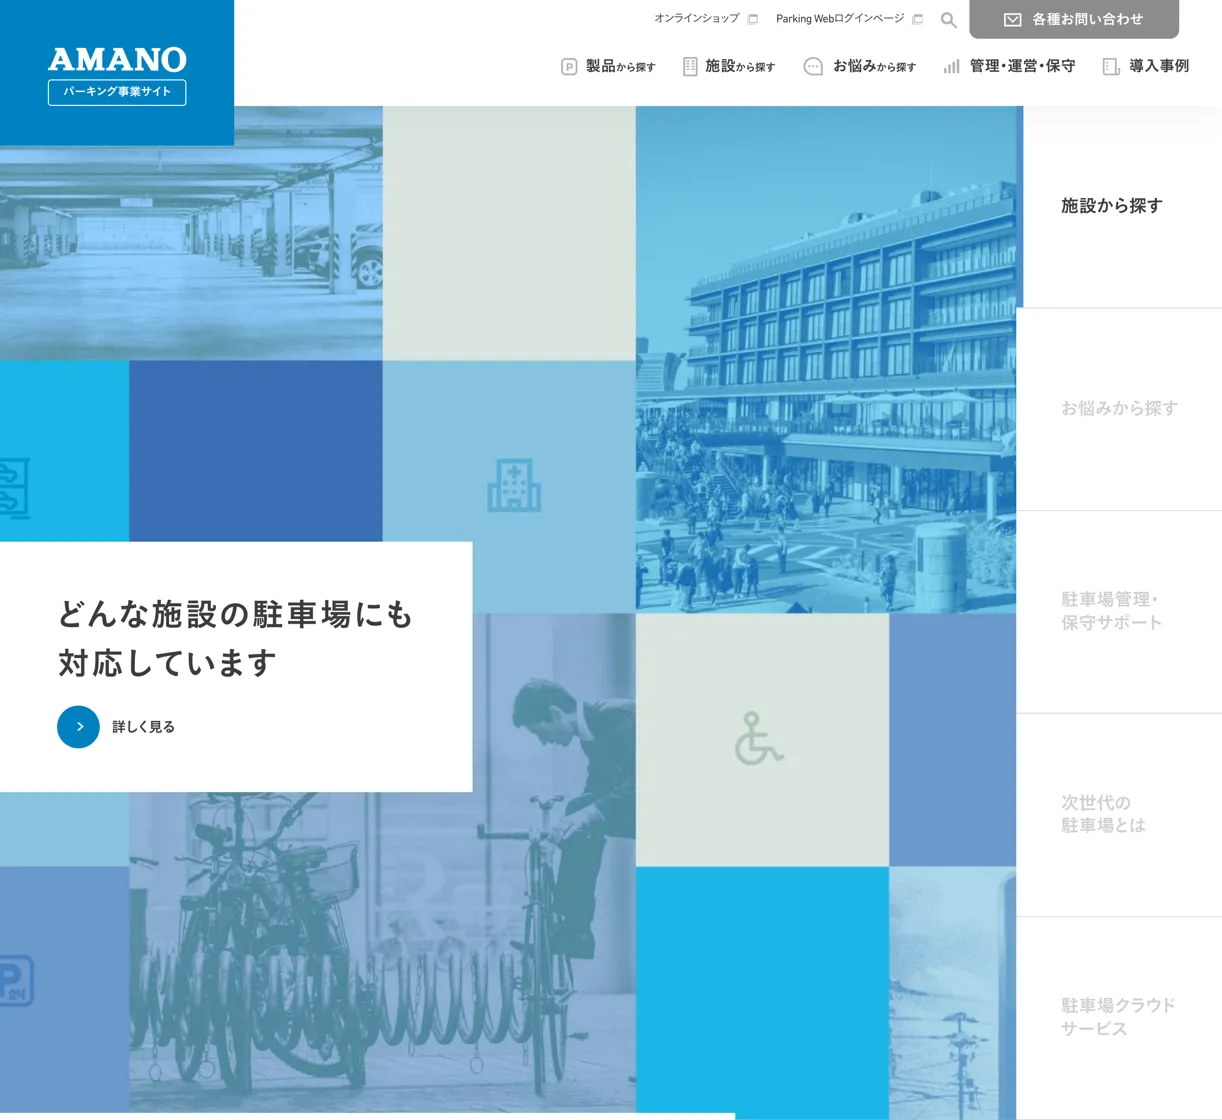 AMANO
パーキング事業サイト
オンラインショップ
Parking Webログインページ
各種お問い合わせ
製品から探す
施設から探す
お悩みから探す
管理・運営・保守
導入事例
施設から探す
お悩みから探す
駐車場管理・
保守サポート
次世代の
駐車場とは
駐車場クラウド
サービス
どんな施設の駐車場にも
対応しています
詳しく見る
P
P
24